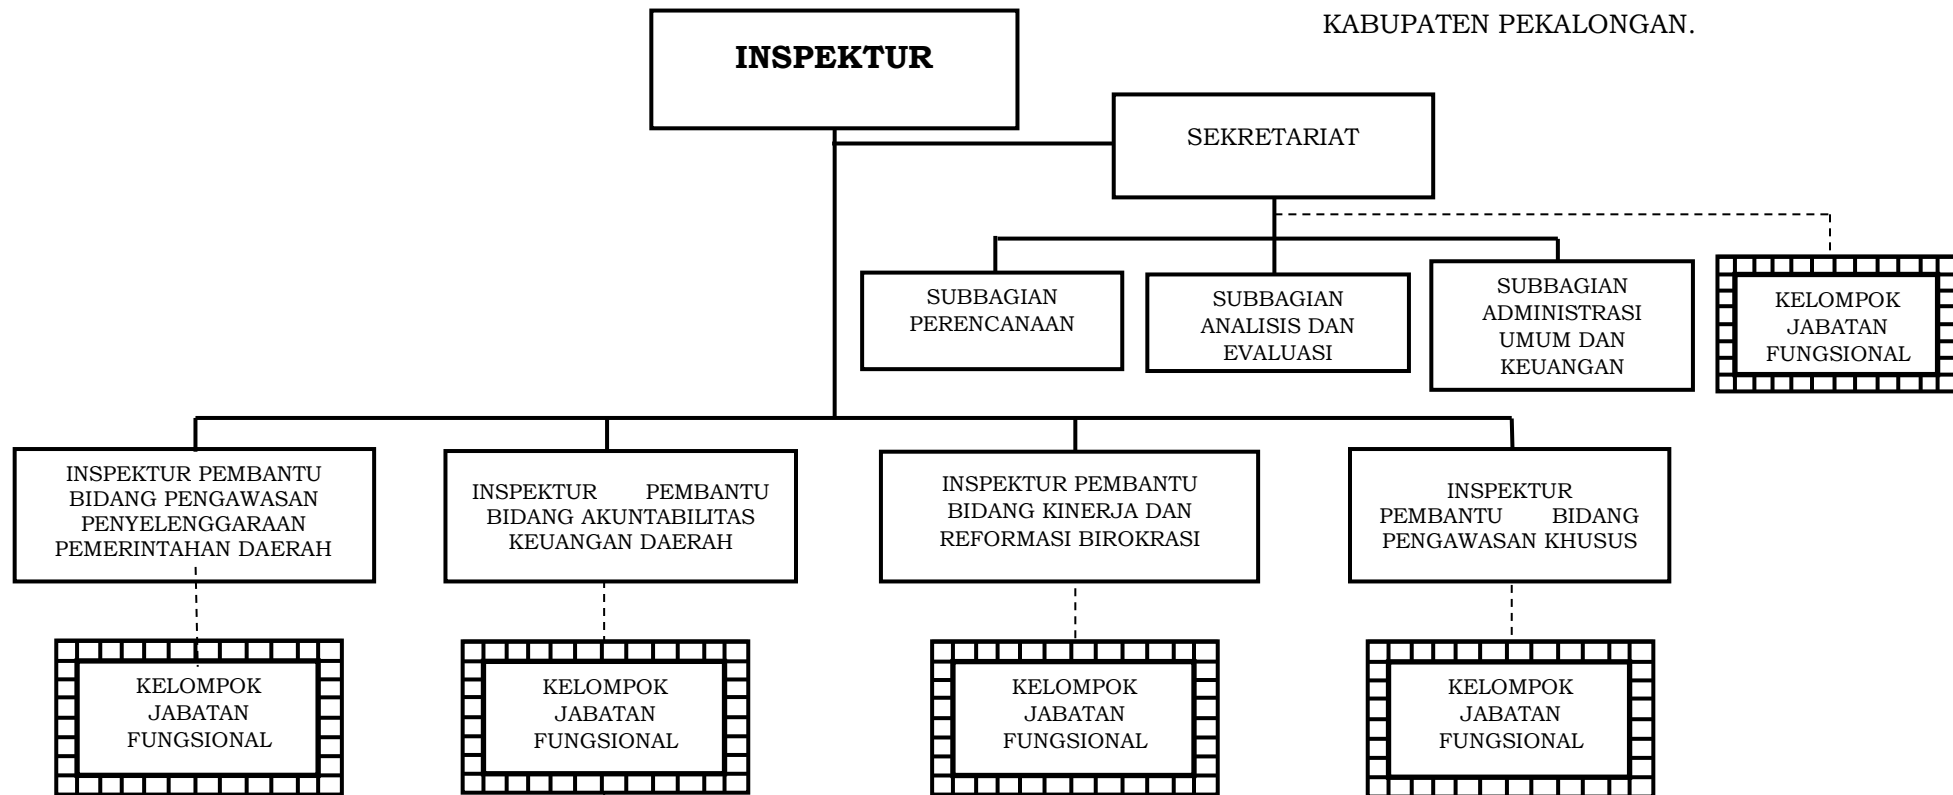 KABUPATEN PEKALONGAN.
INSPEKTUR
SEKRETARIAT
SUBBAGIAN
PERENCANAAN
SUBBAGIAN
ANALISIS DAN
EVALUASI
SUBBAGIAN
ADMINISTRASI
UMUM DAN
KEUANGAN
KELOMPOK
JABATAN
FUNGSIONAL
INSPEKTUR PEMBANTU
BIDANG PENGAWASAN
PENYELENGGARAAN
PEMERINTAHAN DAERAH
INSPEKTUR PEMBANTU
BIDANG AKUNTABILITAS
KEUANGAN DAERAH
INSPEKTUR PEMBANTU
BIDANG KINERJA DAN
REFORMASI BIROKRASI
INSPEKTUR
PEMBANTU BIDANG
PENGAWASAN KHUSUS
KELOMPOK
JABATAN
FUNGSIONAL
KELOMPOK
JABATAN
FUNGSIONAL
KELOMPOK
JABATAN
FUNGSIONAL
KELOMPOK
JABATAN
FUNGSIONAL